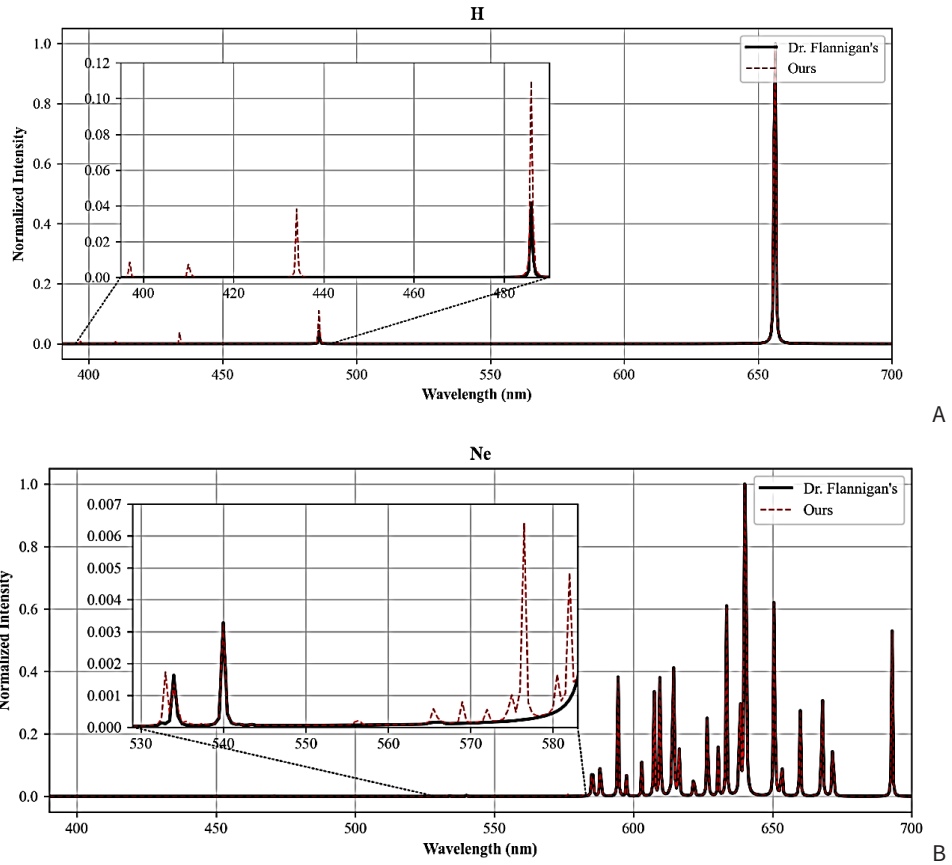 H
1.0
0.8
0.6
0.4
0.2
0.0
Normalized Intensity
0.12
0.10
0.08
0.06
0.04
0.02
0.00
400 420 440 460 480
Dr. Flannigan's
Ours
400 450 500 550 600 650 700
Wavelength (nm)
A
Ne
1.0
0.8
0.6
0.4
0.2
0.0
Normalized Intensity
0.007
0.006
0.005
0.004
0.003
0.002
0.001
0.000
530 540 550 560 570 580
Dr. Flannigan's
Ours
400 450 500 550 600 650 700
Wavelength (nm)
B